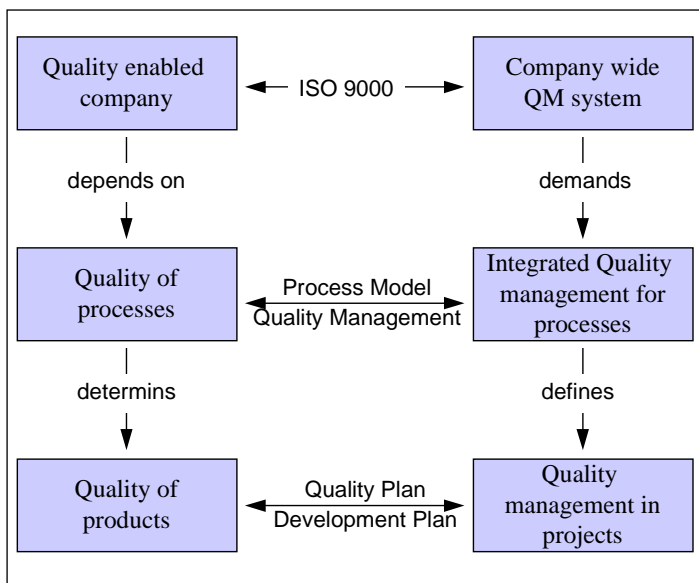 Quality enabled
company
ISO 9000
Company wide
QM system
depends on
demands
Quality of
processes
Process Model
Quality Management
Integrated Quality
management for
processes
determins
defines
Quality of
products
Quality Plan
Development Plan
Quality
management in
projects